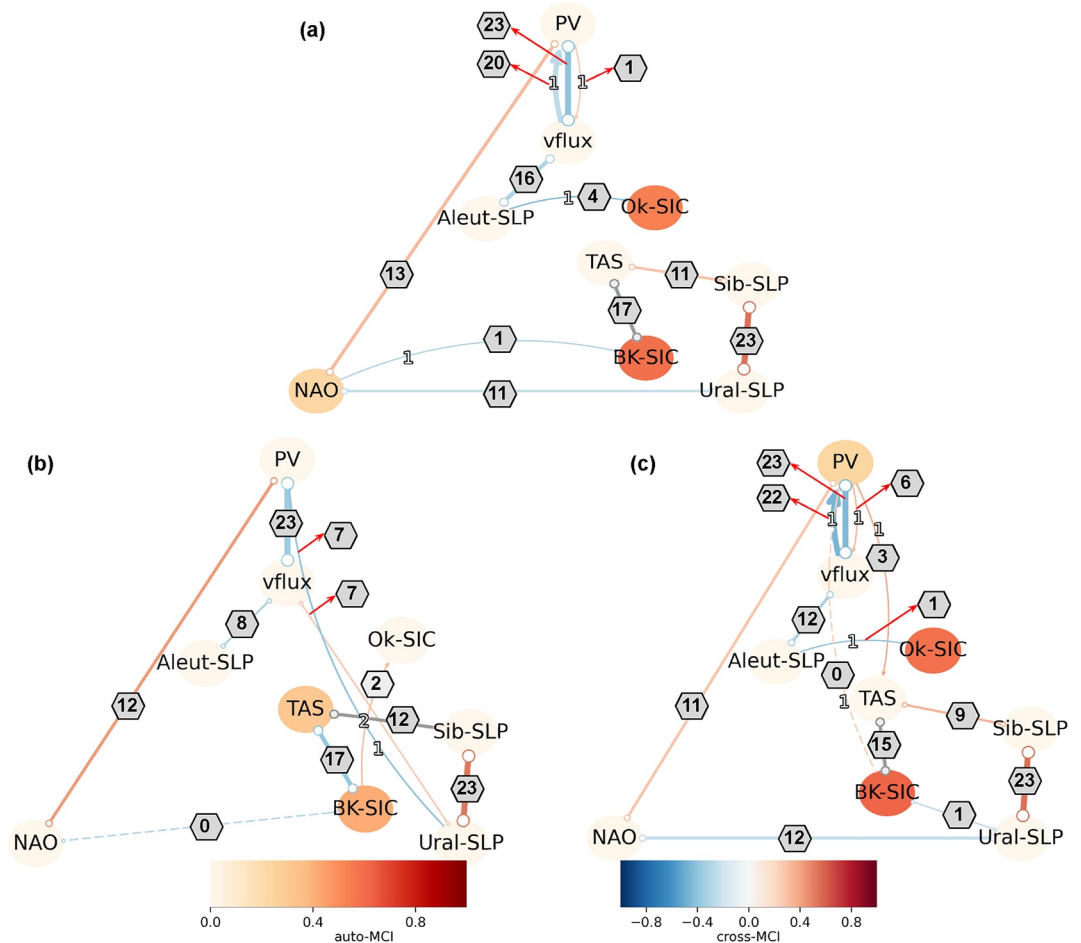 (a)
PV
23
20
1
1
1
vflux
16
Aleut-SLP
1
4
Ok-SIC
TAS
11
Sib-SLP
13
17
23
1
1
BK-SIC
NAO
11
Ural-SLP
(b)
PV
23
7
vflux
7
8
Aleut-SLP
Ok-SIC
2
TAS
2
12
Sib-SLP
12
17
1
23
BK-SIC
0
NAO
Ural-SLP
0.0
0.4
0.8
auto-MCI
(c)
PV
23
22
6
1
1
1
3
vflux
12
1
1
Aleut-SLP
Ok-SIC
0
1
TAS
11
9
Sib-SLP
15
23
BK-SIC
1
NAO
12
Ural-SLP
−0.8
−0.4
0.0
0.4
0.8
cross-MCI